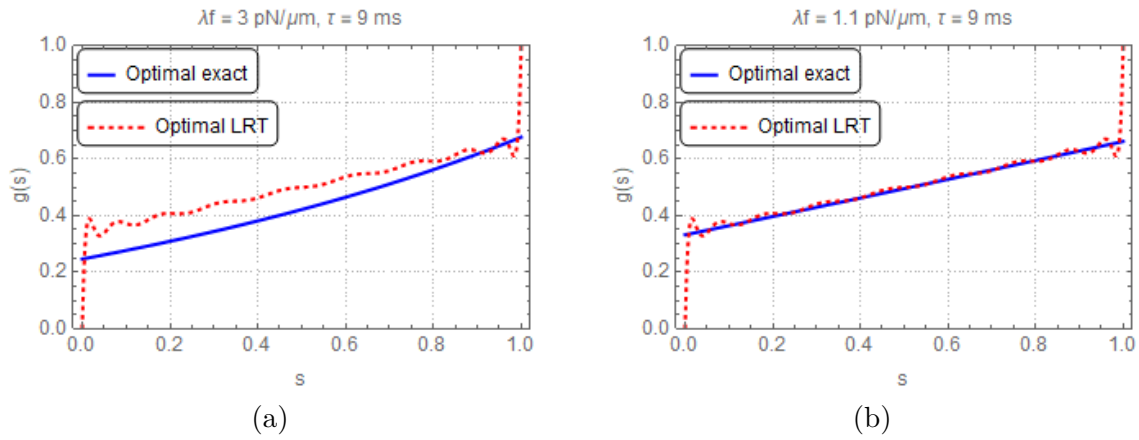 λf = 3 pN/μm, τ = 9 ms
1.0
0.8
0.6
0.4
0.2
0.0
g(s)
Optimal exact
Optimal LRT
0.0 0.2 0.4 0.6 0.8 1.0
s
(a)
λf = 1.1 pN/μm, τ = 9 ms
1.0
0.8
0.6
0.4
0.2
0.0
g(s)
Optimal exact
Optimal LRT
0.0 0.2 0.4 0.6 0.8 1.0
s
(b)